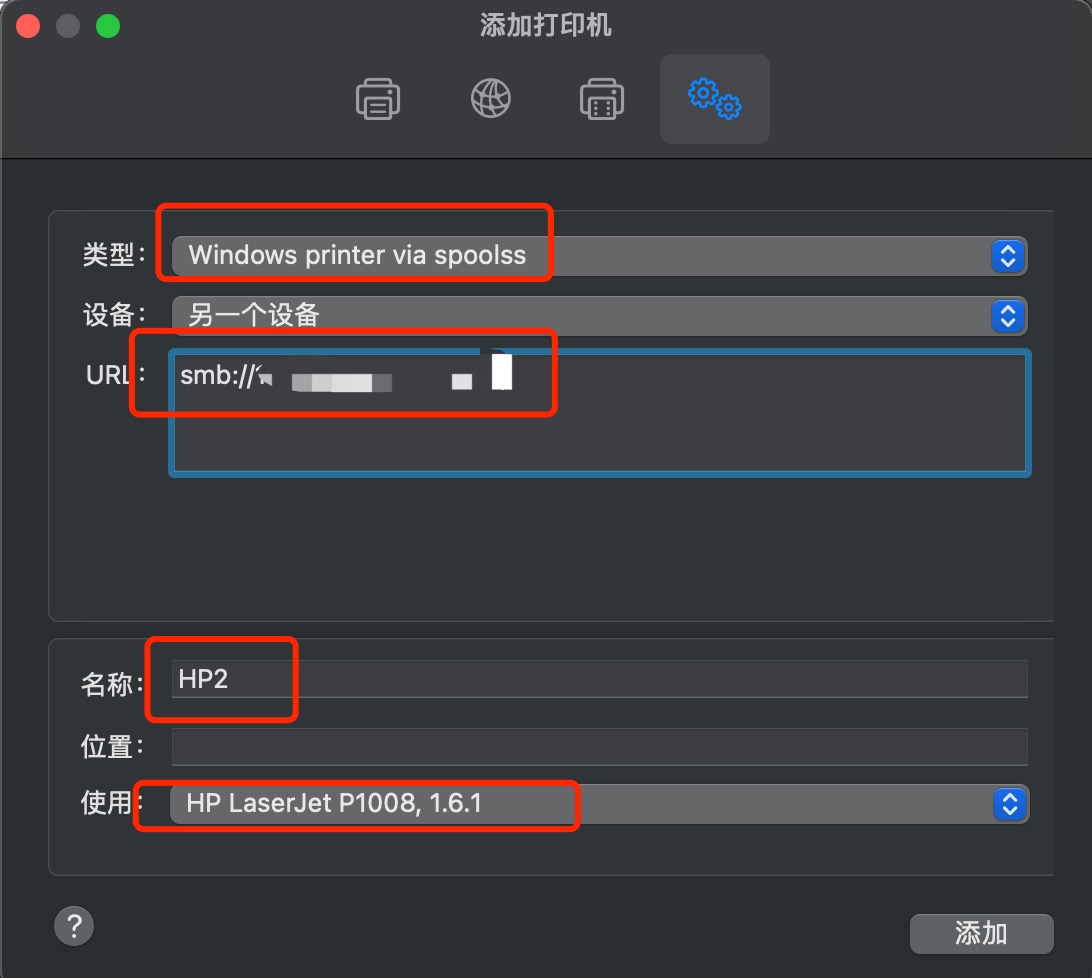 添加打印机
类型：
Windows printer via spoolss
设备：
另一个设备
URL：
smb://
名称：
HP2
位置：
使用：
HP LaserJet P1008, 1.6.1
?
添加